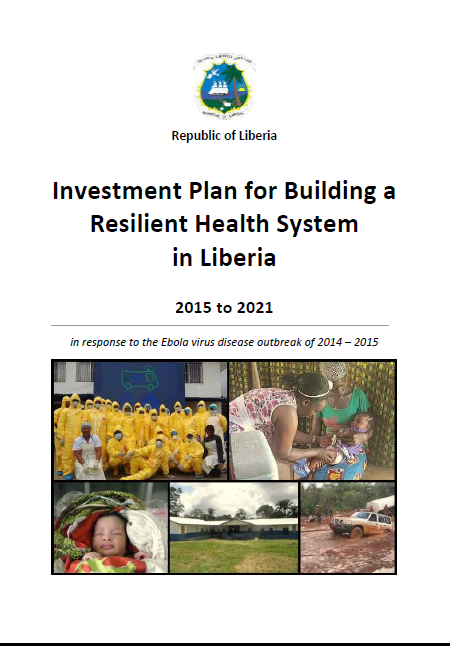 Republic of Liberia
Investment Plan for Building a
Resilient Health System
in Liberia
2015 to 2021
in response to the Ebola virus disease outbreak of 2014 – 2015